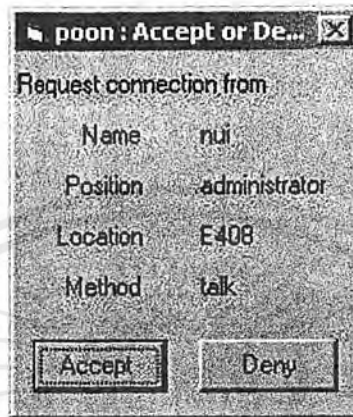 poon : Accept or De...
Request connection from
Name nui
Position administrator
Location E408
Method talk
Accept Deny